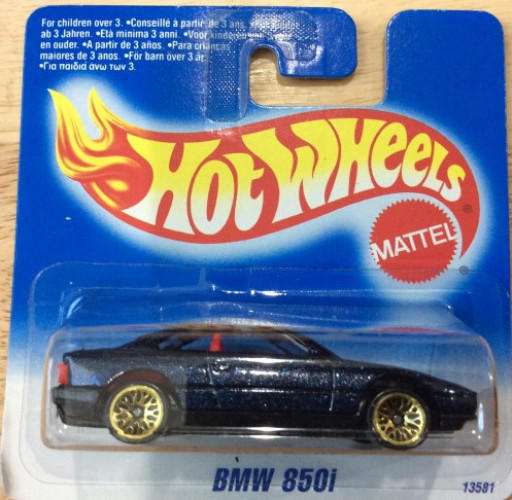 For children over 3. •Conseillé à partir de 3 ans.
ab 3 Jahren. •Età minima 3 anni. •Voor kinderen
en ouder. •A partir de 3 años. •Para crianças
maiores de 3 anos. •För barn över 3 år.
•Για παιδιά άνω των 3.
HOT WHEELS ®
MATTEL ®
BMW 850i
13581